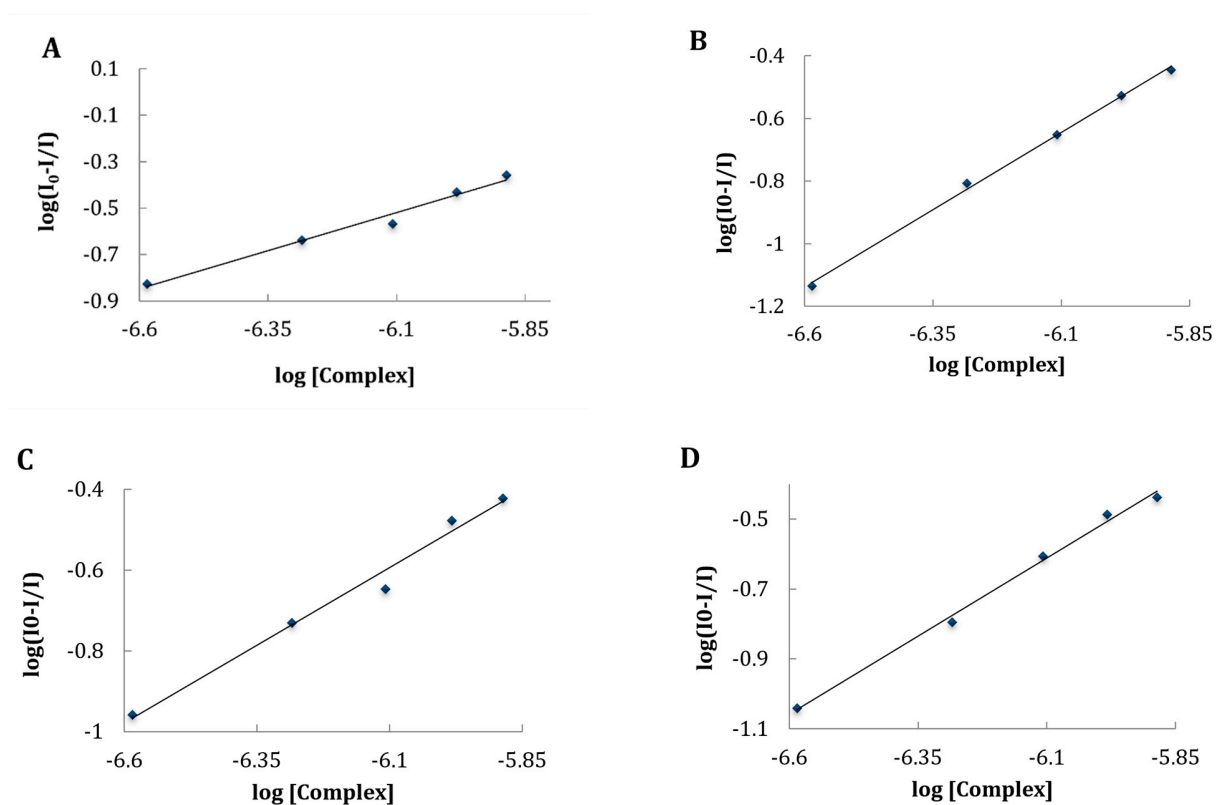 A
0.1
-0.1
-0.3
-0.5
-0.7
-0.9
log(I₀-I/I)
-6.6 -6.35 -6.1 -5.85
log [Complex]
B
-0.4
-0.6
-0.8
-1
-1.2
log(I0-I/I)
-6.6 -6.35 -6.1 -5.85
log [Complex]
C
-0.4
-0.6
-0.8
-1
log(I0-I/I)
-6.6 -6.35 -6.1 -5.85
log [Complex]
D
-0.5
-0.7
-0.9
-1.1
log(I0-I/I)
-6.6 -6.35 -6.1 -5.85
log [Complex]